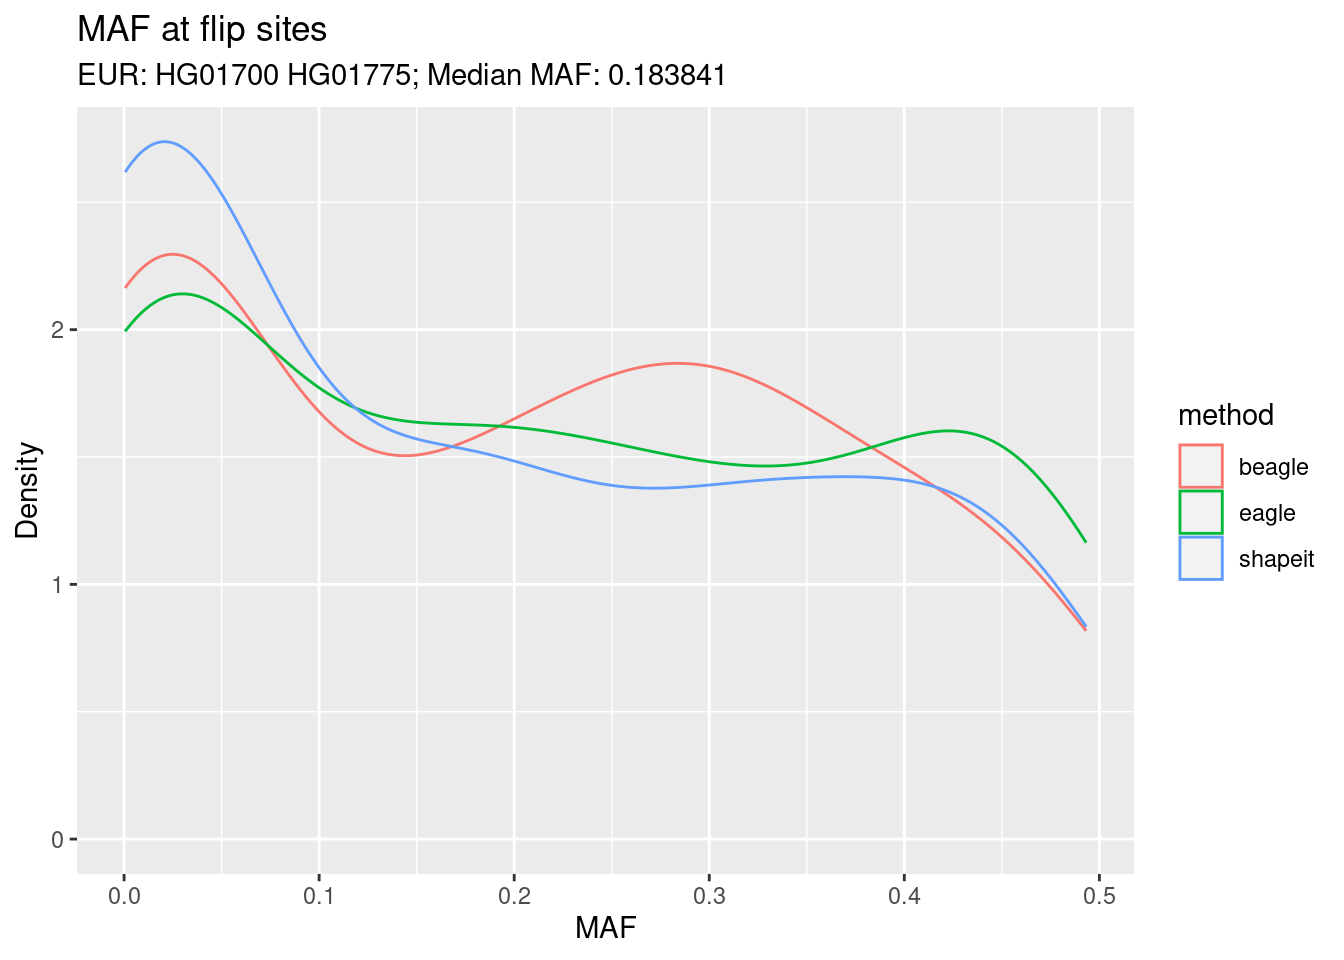 MAF at flip sites
EUR: HG01700 HG01775; Median MAF: 0.183841
Density
2
1
0
0.0 0.1 0.2 0.3 0.4 0.5
MAF
method
beagle
eagle
shapeit